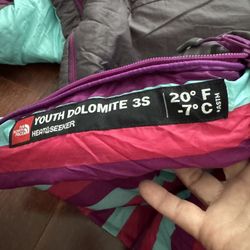 THE NORTH FACE
YOUTH DOLOMITE 3S
HEATSEEKER
20° F
-7° C
*ASTM